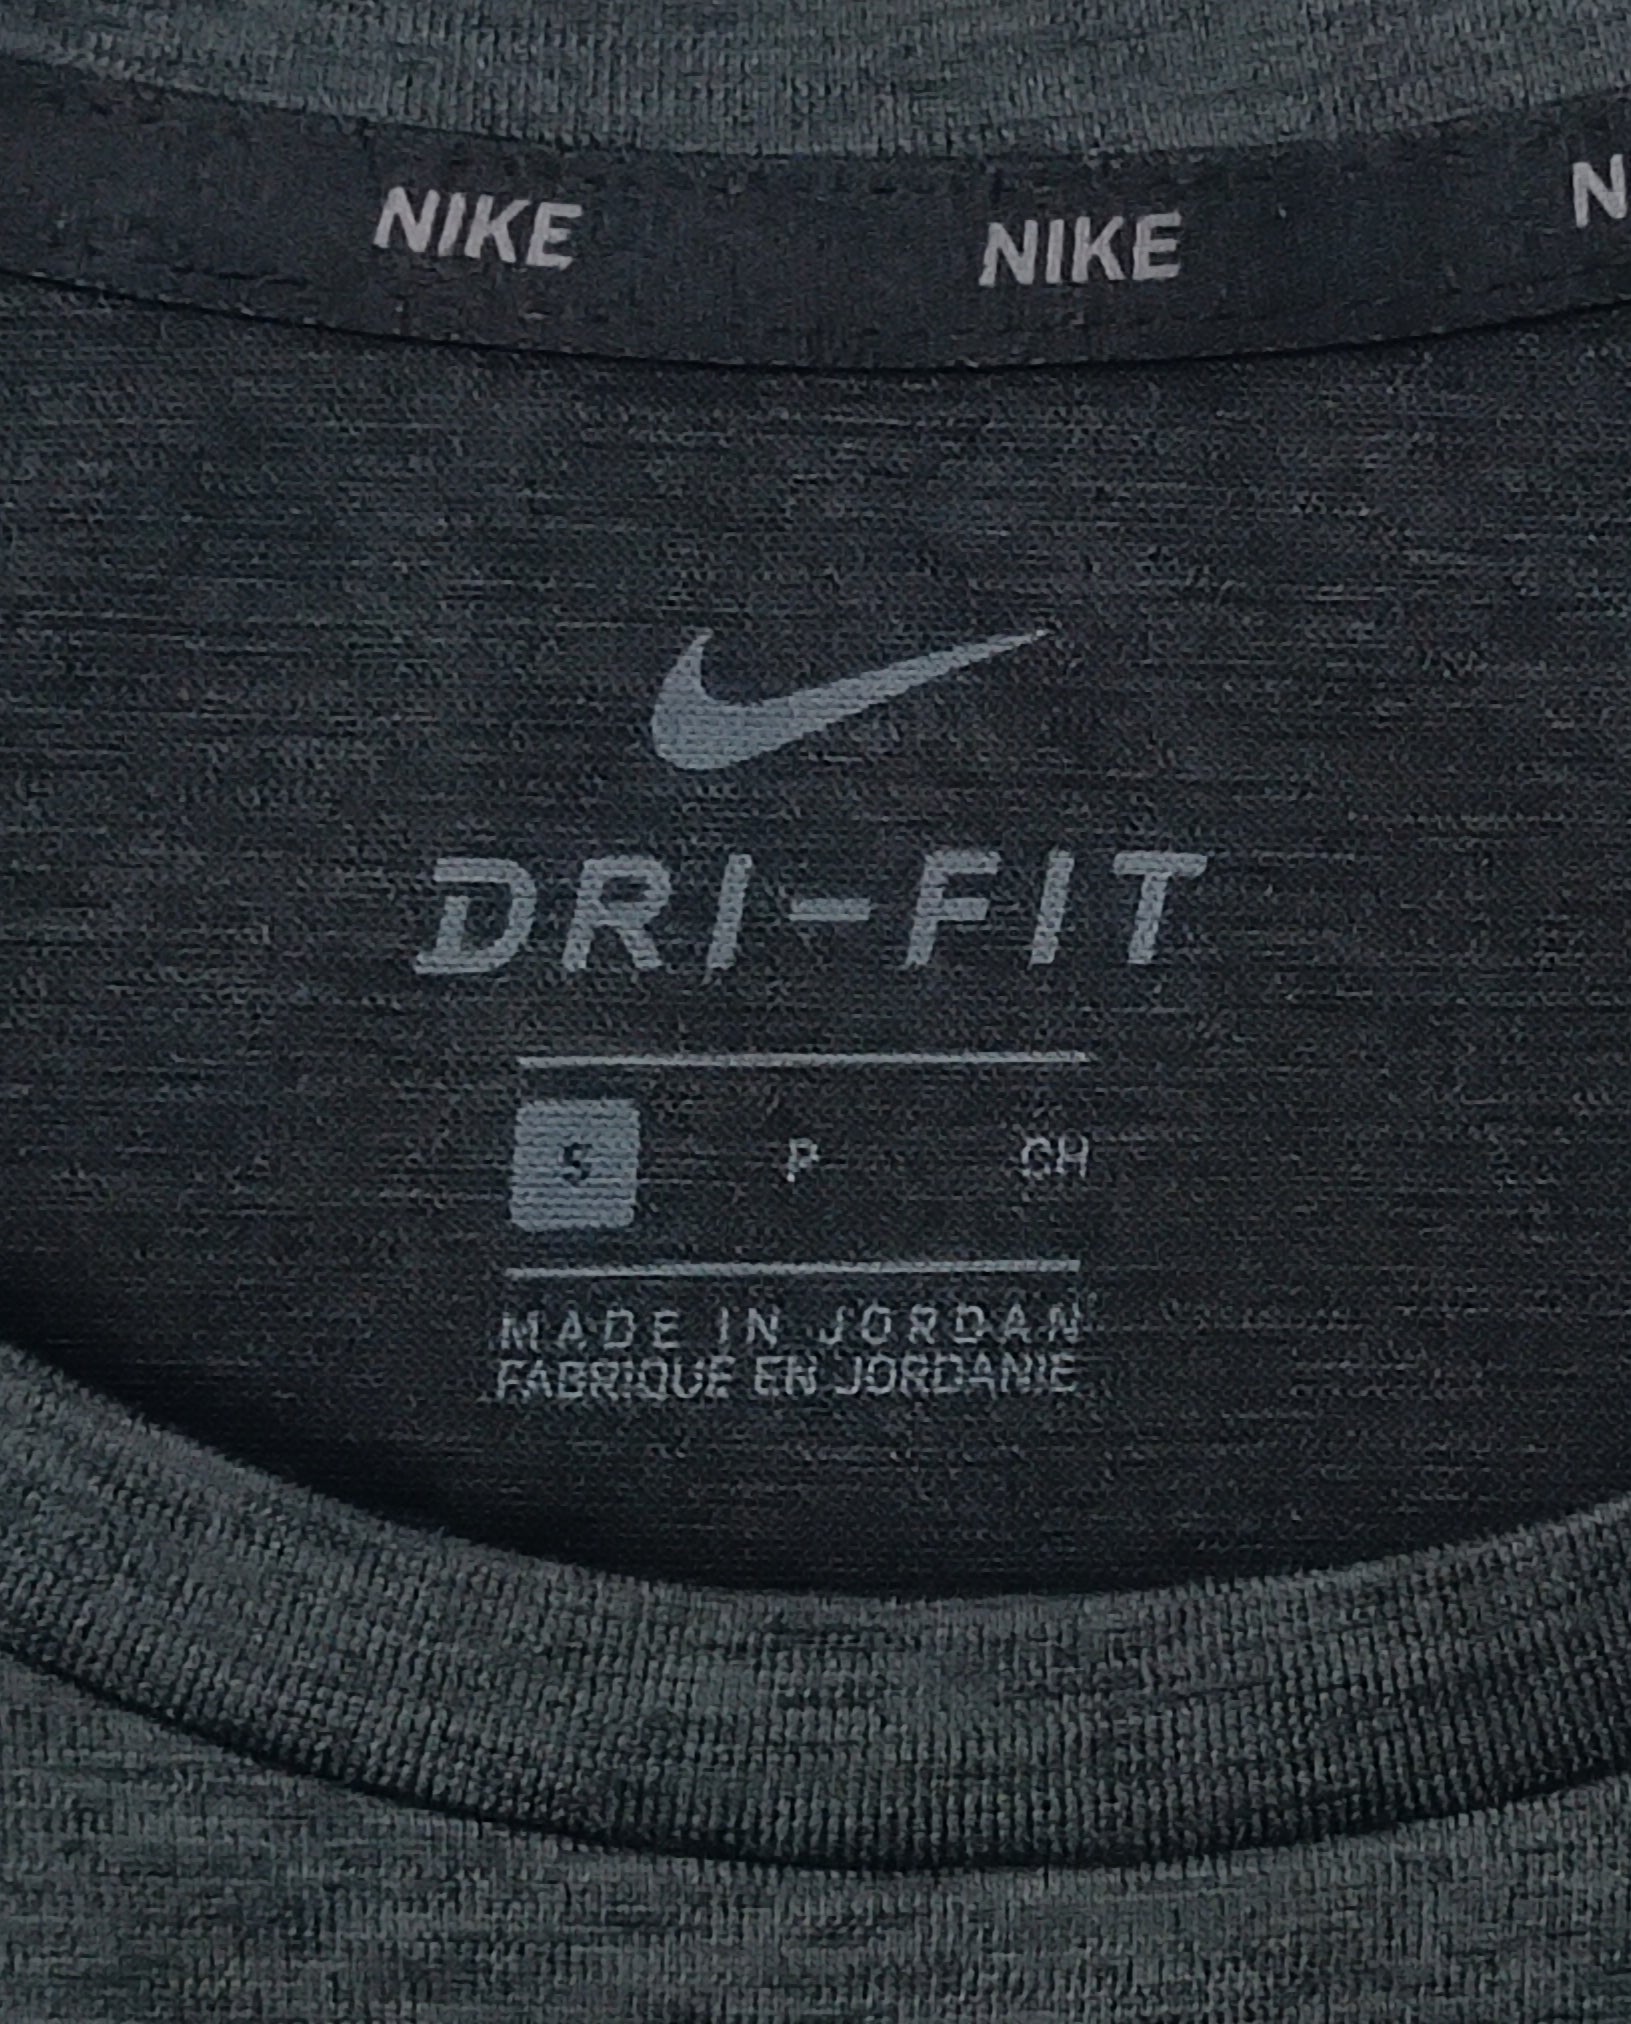 NIKE NIKE N
DRI-FIT
S P CH
MADE IN JORDAN
FABRIQUE EN JORDANIE